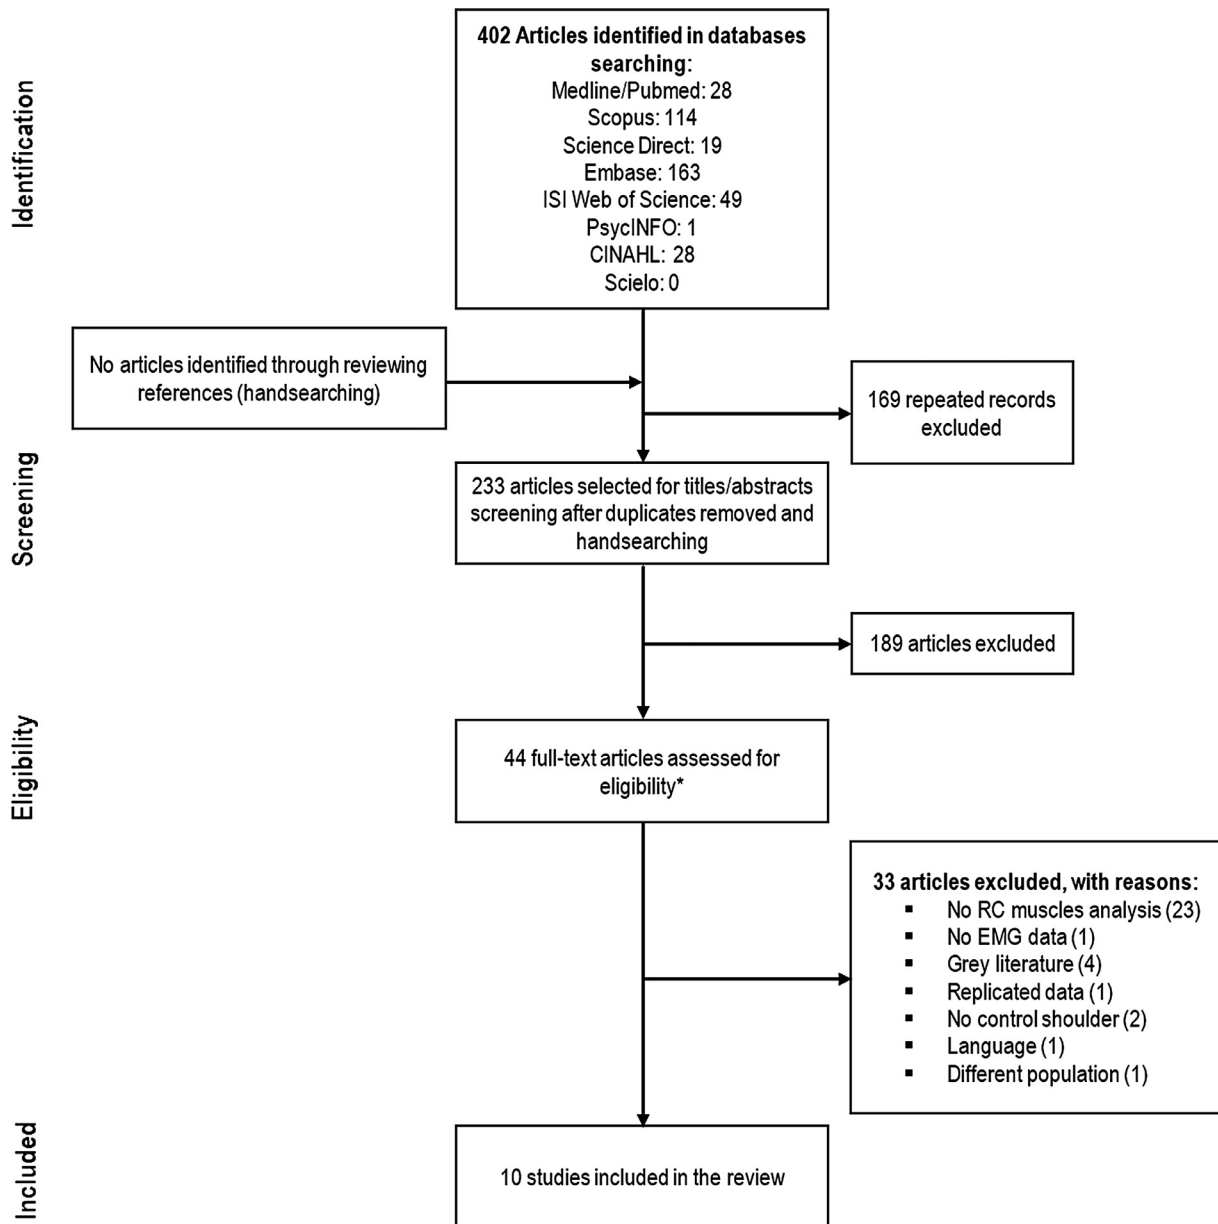 Identification
402 Articles identified in databases
searching:
Medline/Pubmed: 28
Scopus: 114
Science Direct: 19
Embase: 163
ISI Web of Science: 49
PsycINFO: 1
CINAHL: 28
Scielo: 0
No articles identified through reviewing
references (handsearching)
169 repeated records
excluded
Screening
233 articles selected for titles/abstracts
screening after duplicates removed and
handsearching
189 articles excluded
Eligibility
44 full-text articles assessed for
eligibility*
33 articles excluded, with reasons:
▪ No RC muscles analysis (23)
▪ No EMG data (1)
▪ Grey literature (4)
▪ Replicated data (1)
▪ No control shoulder (2)
▪ Language (1)
▪ Different population (1)
Included
10 studies included in the review